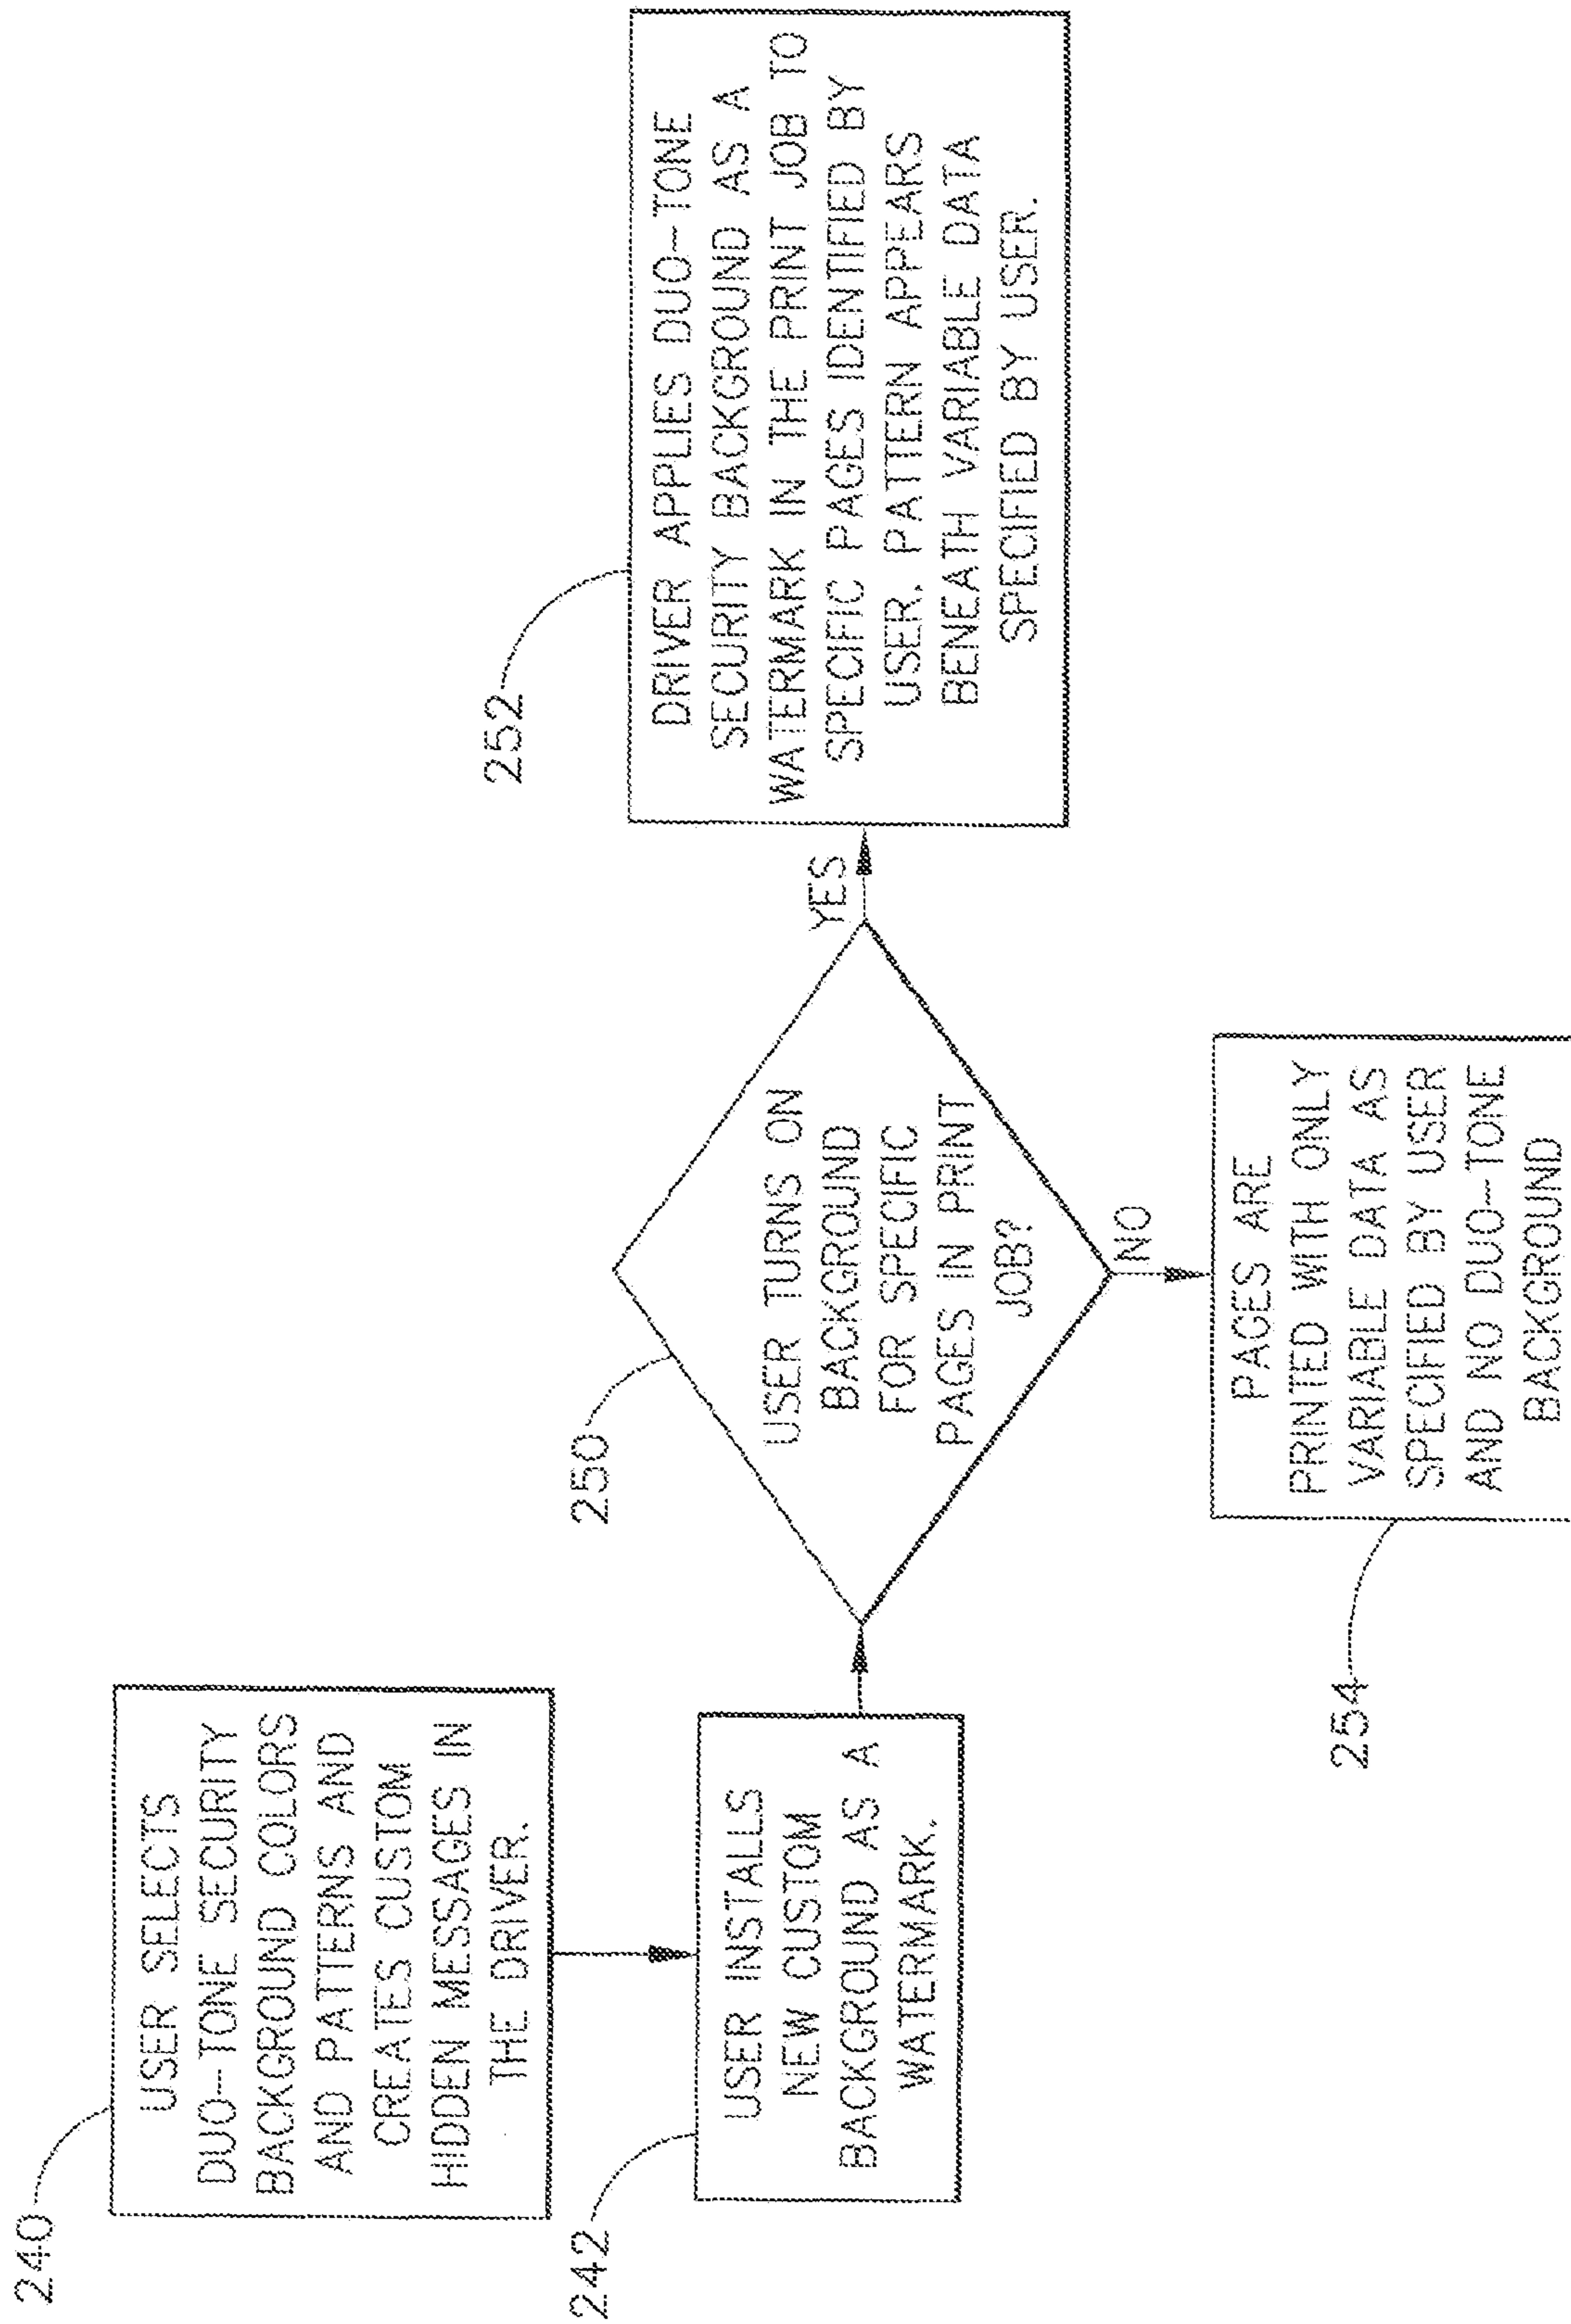 240
USER SELECTS
DUO-TONE SECURITY
BACKGROUND COLORS
AND PATTERNS AND
CREATES CUSTOM
HIDDEN MESSAGES IN
THE DRIVER.
242
USER INSTALLS
NEW CUSTOM
BACKGROUND AS A
WATERMARK.
250
USER TURNS ON
BACKGROUND
FOR SPECIFIC
PAGES IN PRINT
JOB?
YES
252
DRIVER APPLIES DUO-TONE
SECURITY BACKGROUND AS A
WATERMARK IN THE PRINT JOB TO
SPECIFIC PAGES IDENTIFIED BY
USER. PATTERN APPEARS
BENEATH VARIABLE DATA
SPECIFIED BY USER.
NO
254
PAGES ARE
PRINTED WITH ONLY
VARIABLE DATA AS
SPECIFIED BY USER
AND NO DUO-TONE
BACKGROUND